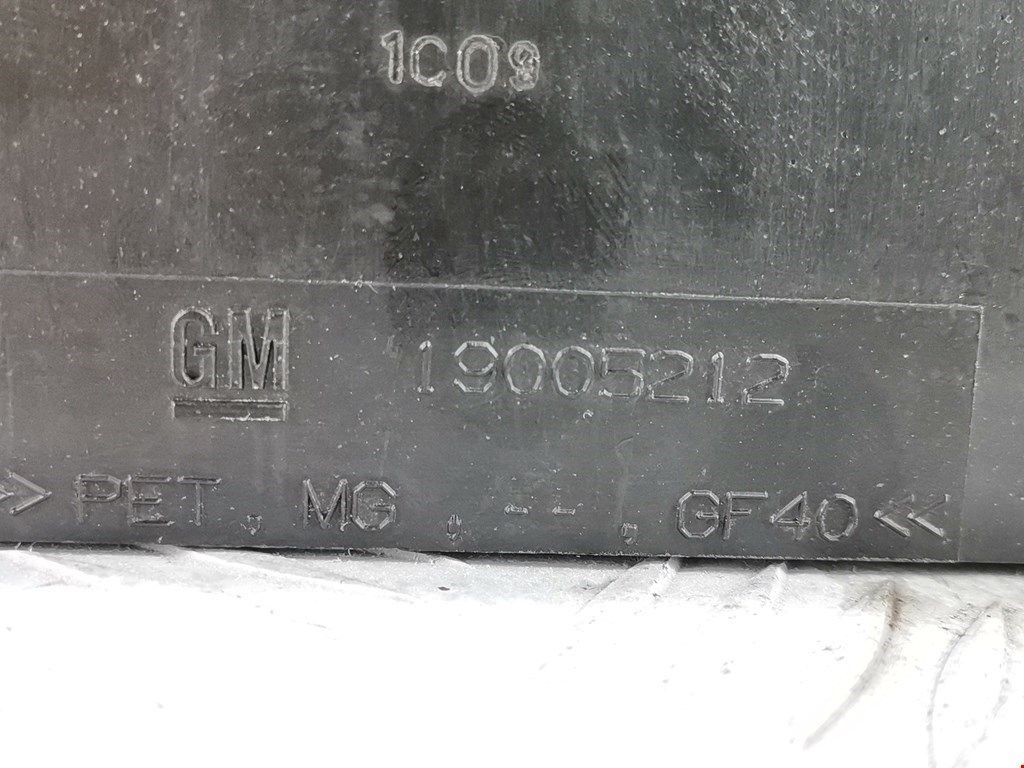 1C09
GM 19005212
>> PET, MG, --, GF40 <<